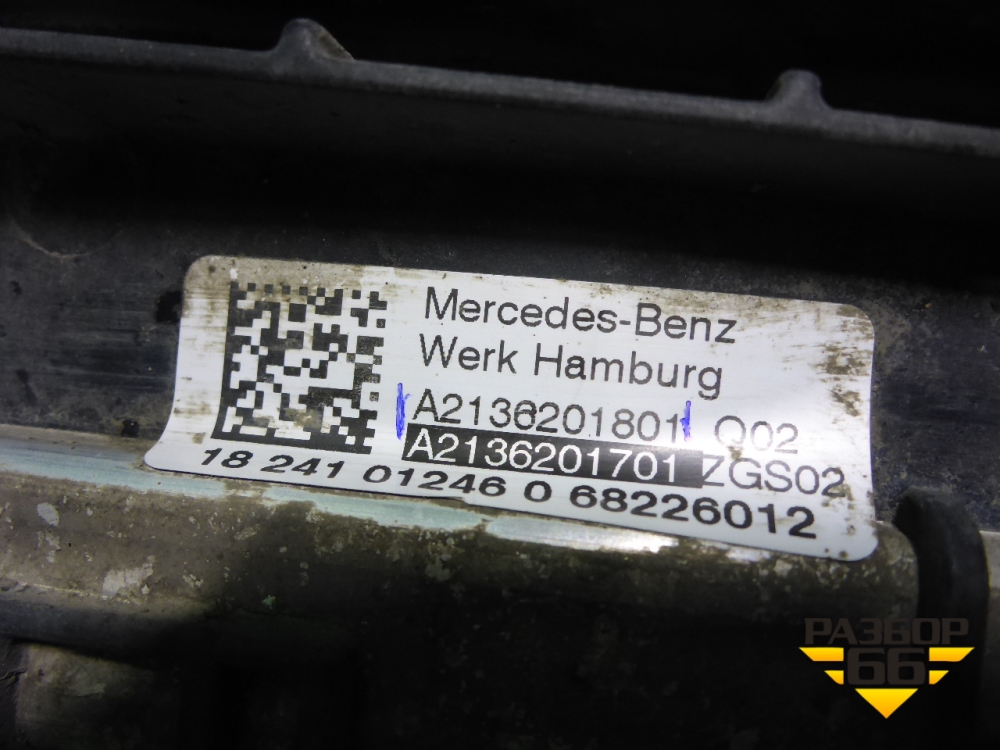 Mercedes-Benz
Werk Hamburg
A2136201801 Q02
A2136201701 ZGS02
18 241 01246 0 68226012
РАЗБОР
66